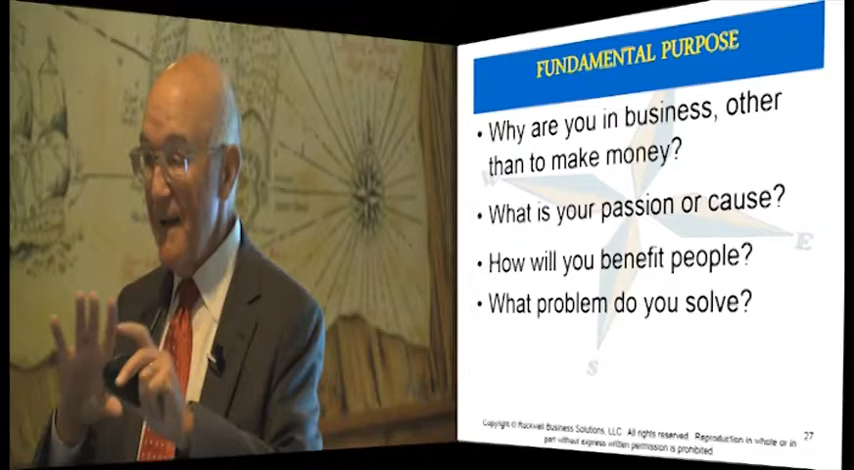 FUNDAMENTAL PURPOSE
• Why are you in business, other
than to make money?
• What is your passion or cause?
• How will you benefit people?
• What problem do you solve?
W
E
S
Copyright © Rockwell Business Solutions, LLC All rights reserved. Reproduction in whole or in
part without express written permission is prohibited
27